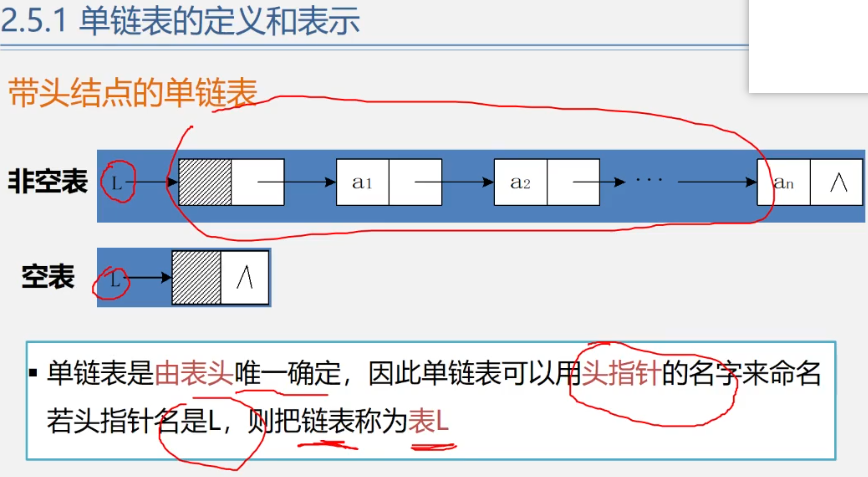 2.5.1 单链表的定义和表示
带头结点的单链表
非空表 L a1 a2 ··· an ∧
空表 L ∧
▪ 单链表是由表头唯一确定，因此单链表可以用头指针的名字来命名
若头指针名是L，则把链表称为表L